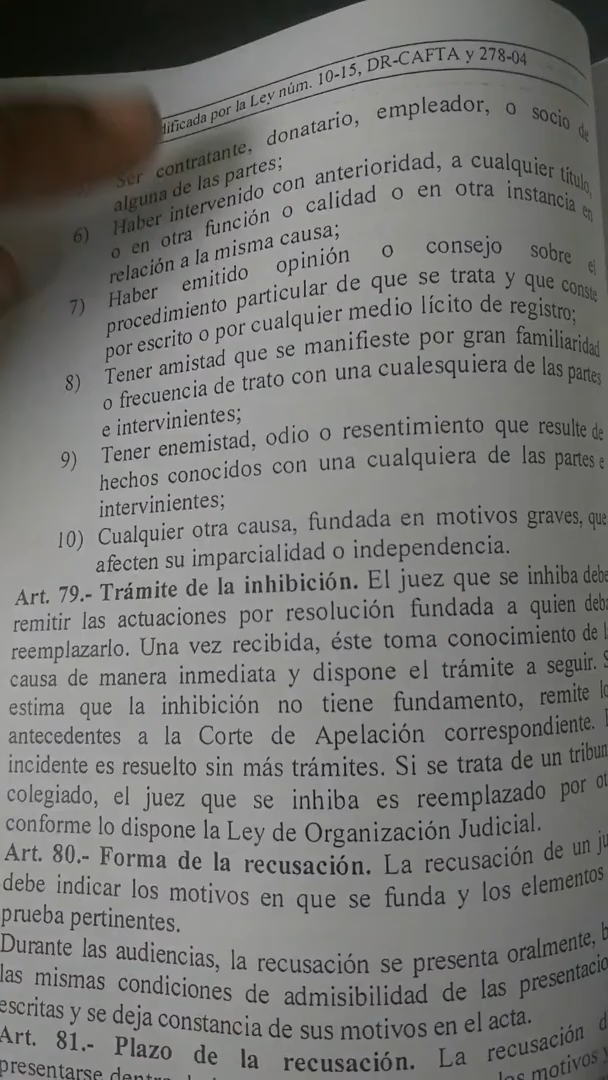 dificada por la Ley núm. 10-15, DR-CAFTA y 278-04
Ser contratante, donatario, empleador, o socio de
alguna de las partes;
6) Haber intervenido con anterioridad, a cualquier título,
o en otra función o calidad o en otra instancia en
relación a la misma causa;
7) Haber emitido opinión o consejo sobre el
procedimiento particular de que se trata y que conste
por escrito o por cualquier medio lícito de registro;
8) Tener amistad que se manifieste por gran familiaridad
o frecuencia de trato con una cualesquiera de las partes
e intervinientes;
9) Tener enemistad, odio o resentimiento que resulte de
hechos conocidos con una cualquiera de las partes e
intervinientes;
10) Cualquier otra causa, fundada en motivos graves, que
afecten su imparcialidad o independencia.
Art. 79.- Trámite de la inhibición. El juez que se inhiba debe
remitir las actuaciones por resolución fundada a quien deba
reemplazarlo. Una vez recibida, éste toma conocimiento de l
causa de manera inmediata y dispone el trámite a seguir. S
estima que la inhibición no tiene fundamento, remite lo
antecedentes a la Corte de Apelación correspondiente.
incidente es resuelto sin más trámites. Si se trata de un tribun
colegiado, el juez que se inhiba es reemplazado por ot
conforme lo dispone la Ley de Organización Judicial.
Art. 80.- Forma de la recusación. La recusación de un ju
debe indicar los motivos en que se funda y los elementos
prueba pertinentes.
Durante las audiencias, la recusación se presenta oralmente, b
las mismas condiciones de admisibilidad de las presentacio
escritas y se deja constancia de sus motivos en el acta.
Art. 81.- Plazo de la recusación. La recusación d
presentarse los motivos y